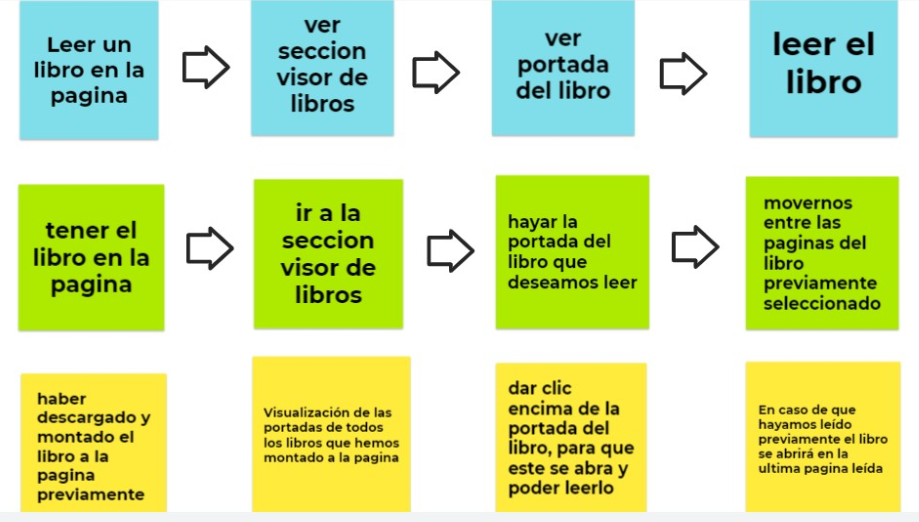 Leer un
libro en la
pagina
ver
seccion
visor de
libros
ver
portada
del libro
leer el
libro
tener el
libro en la
pagina
ir a la
seccion
visor de
libros
hayar la
portada del
libro que
deseamos leer
movernos
entre las
paginas del
libro
previamente
seleccionado
haber
descargado y
montado el
libro a la
pagina
previamente
Visualización de las
portadas de todos
los libros que hemos
montado a la pagina
dar clic
encima de la
portada del
libro, para que
este se abra y
poder leerlo
En caso de que
hayamos leído
previamente el libro
se abrirá en la
ultima pagina leída